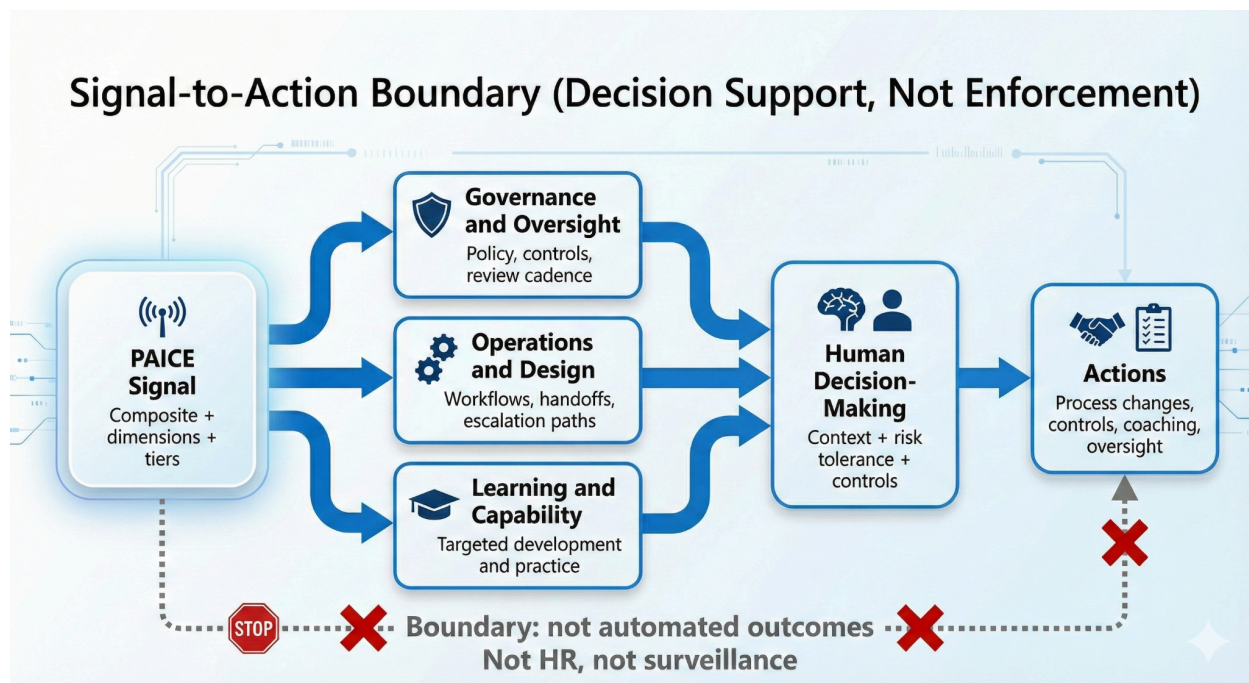 Signal-to-Action Boundary (Decision Support, Not Enforcement)
PAICE
Signal
Composite +
dimensions +
tiers
Governance
and Oversight
Policy, controls,
review cadence
Operations
and Design
Workflows, handoffs,
escalation paths
Learning and
Capability
Targeted development
and practice
Human
Decision-
Making
Context + risk
tolerance +
controls
Actions
Process changes,
controls, coaching,
oversight
STOP
Boundary: not automated outcomes
Not HR, not surveillance